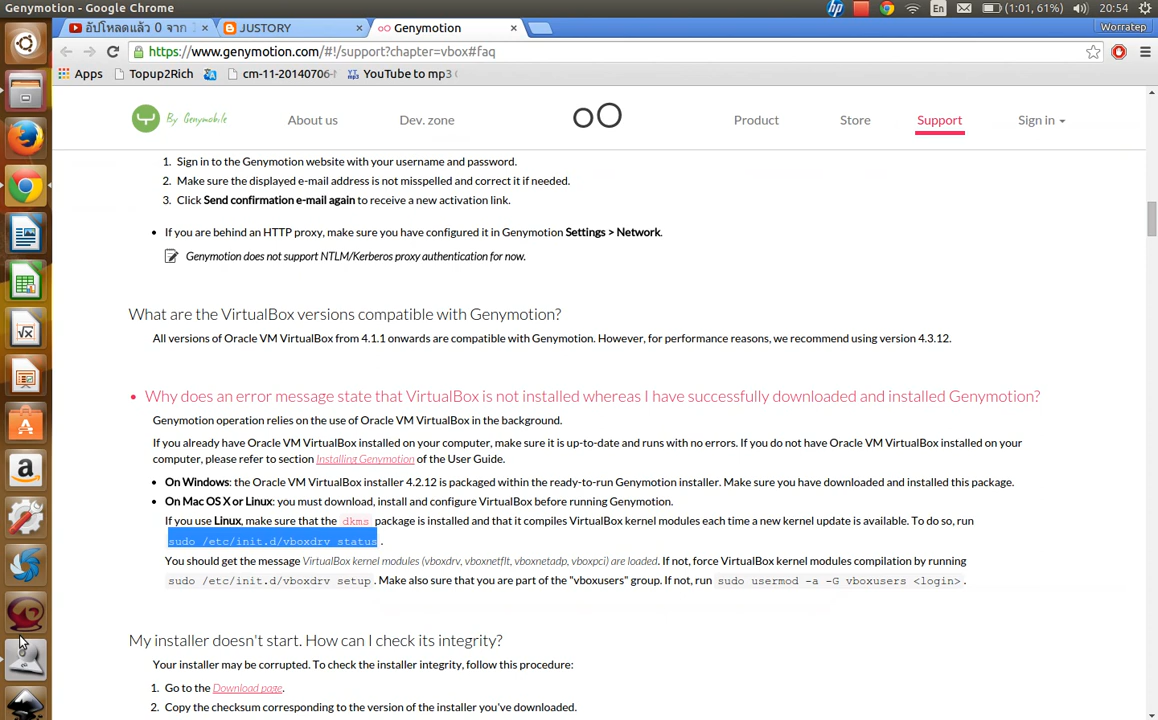 Genymotion - Google Chrome
En
(1:01, 61%)
20:54
อัปโหลดแล้ว 0 จาก
JUSTORY
Genymotion
Worratep
https://www.genymotion.com/#!/support?chapter=vbox#faq
Apps
Topup2Rich
cm-11-20140706-
YouTube to mp3
By Genymobile
About us
Dev. zone
Product
Store
Support
Sign in
1. Sign in to the Genymotion website with your username and password.
2. Make sure the displayed e-mail address is not misspelled and correct it if needed.
3. Click Send confirmation e-mail again to receive a new activation link.
• If you are behind an HTTP proxy, make sure you have configured it in Genymotion Settings > Network.
Genymotion does not support NTLM/Kerberos proxy authentication for now.
What are the VirtualBox versions compatible with Genymotion?
All versions of Oracle VM VirtualBox from 4.1.1 onwards are compatible with Genymotion. However, for performance reasons, we recommend using version 4.3.12.
• Why does an error message state that VirtualBox is not installed whereas I have successfully downloaded and installed Genymotion?
Genymotion operation relies on the use of Oracle VM VirtualBox in the background.
If you already have Oracle VM VirtualBox installed on your computer, make sure it is up-to-date and runs with no errors. If you do not have Oracle VM VirtualBox installed on your
computer, please refer to section Installing Genymotion of the User Guide.
• On Windows: the Oracle VM VirtualBox installer 4.2.12 is packaged within the ready-to-run Genymotion installer. Make sure you have downloaded and installed this package.
• On Mac OS X or Linux: you must download, install and configure VirtualBox before running Genymotion.
If you use Linux, make sure that the dkms package is installed and that it compiles VirtualBox kernel modules each time a new kernel update is available. To do so, run
sudo /etc/init.d/vboxdrv status.
You should get the message VirtualBox kernel modules (vboxdrv, vboxnetflt, vboxnetadp, vboxpci) are loaded. If not, force VirtualBox kernel modules compilation by running
sudo /etc/init.d/vboxdrv setup. Make also sure that you are part of the "vboxusers" group. If not, run sudo usermod -a -G vboxusers <login>.
My installer doesn't start. How can I check its integrity?
Your installer may be corrupted. To check the installer integrity, follow this procedure:
1. Go to the Download page.
2. Copy the checksum corresponding to the version of the installer you've downloaded.